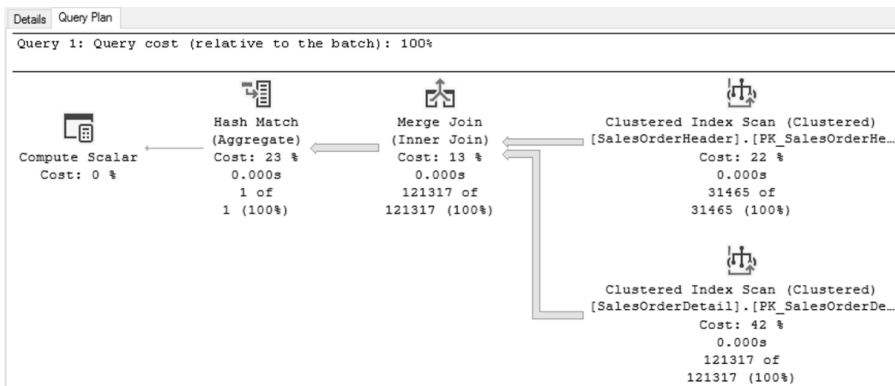 Details Query Plan
Query 1: Query cost (relative to the batch): 100%
Compute Scalar
Cost: 0 %
Hash Match
(Aggregate)
Cost: 23 %
0.000s
1 of
1 (100%)
Merge Join
(Inner Join)
Cost: 13 %
0.000s
121317 of
121317 (100%)
Clustered Index Scan (Clustered)
[SalesOrderHeader].[PK_SalesOrderHe…
Cost: 22 %
0.000s
31465 of
31465 (100%)
Clustered Index Scan (Clustered)
[SalesOrderDetail].[PK_SalesOrderDe…
Cost: 42 %
0.000s
121317 of
121317 (100%)